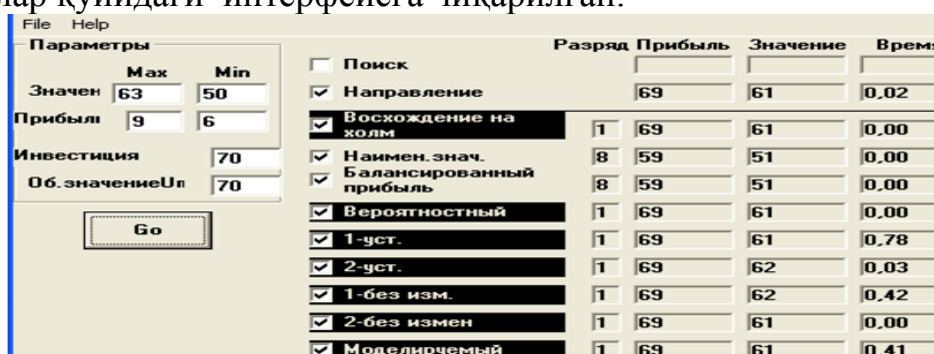 лар қуйидаги интерфейсга чиқарилган.
File Help
Параметры
Max Min
Значен 63 50
Прибыл 9 6
Инвестиция 70
Об.значениеUп 70
Go
Разряд Прибыль Значение Врем
Поиск
Направление 69 61 0,02
Восхождение на холм 1 69 61 0,00
Наимен.знач. 8 59 51 0,00
Балансированный прибыль 8 59 51 0,00
Вероятностный 1 69 61 0,00
1-уст. 1 69 61 0,78
2-уст. 1 69 62 0,03
1-без изм. 1 69 62 0,42
2-без измен 1 69 61 0,00
Моделируемый 1 69 61 0,41